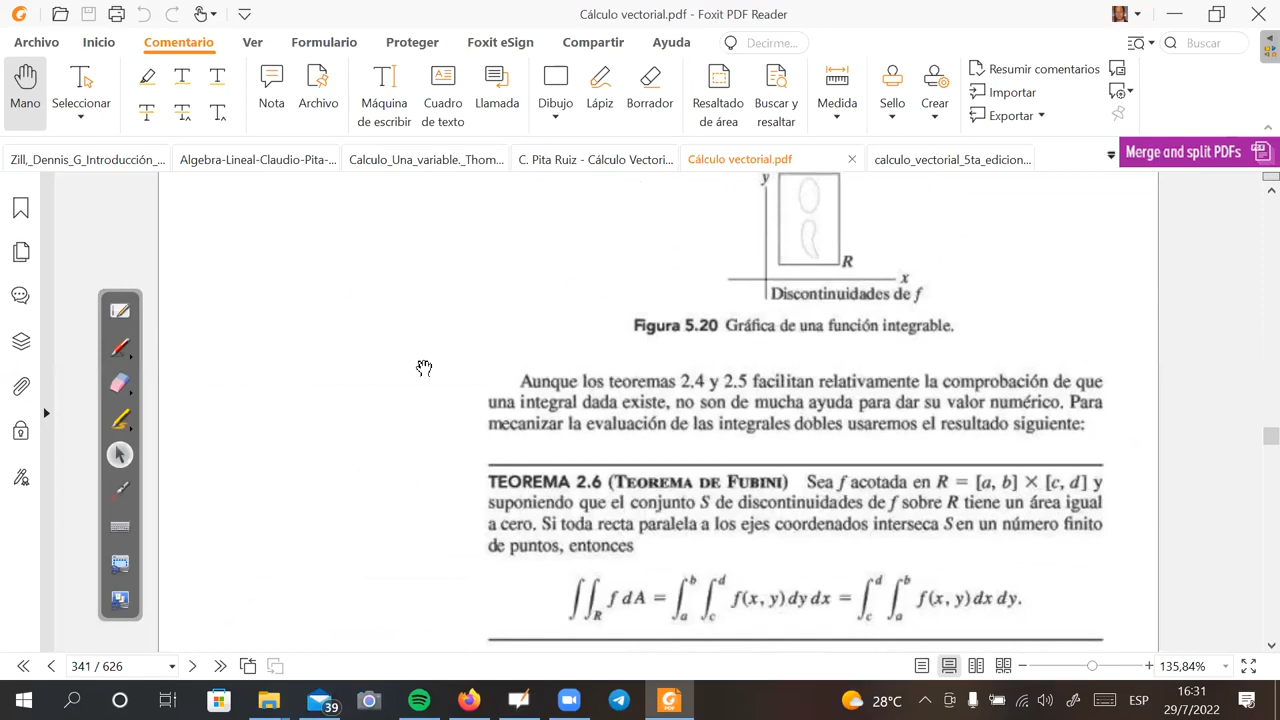 Cálculo vectorial.pdf - Foxit PDF Reader
Archivo Inicio Comentario Ver Formulario Proteger Foxit eSign Compartir Ayuda Decirme... Buscar
Mano Seleccionar Nota Archivo Máquina de escribir Cuadro de texto Llamada Dibujo Lápiz Borrador Resaltado de área Buscar y resaltar Medida Sello Crear
Resumir comentarios
Importar
Exportar
Zill,_Dennis_G_Introducción_... Algebra-Lineal-Claudio-Pita-... Calculo_Una_variable._Thom... C. Pita Ruiz - Cálculo Vectori... Cálculo vectorial.pdf calculo_vectorial_5ta_edicion... Merge and split PDFs
y
R
x
Discontinuidades de f
Figura 5.20 Gráfica de una función integrable.
Aunque los teoremas 2.4 y 2.5 facilitan relativamente la comprobación de que
una integral dada existe, no son de mucha ayuda para dar su valor numérico. Para
mecanizar la evaluación de las integrales dobles usaremos el resultado siguiente:
TEOREMA 2.6 (TEOREMA DE FUBINI) Sea f acotada en R = [a, b] × [c, d] y
suponiendo que el conjunto S de discontinuidades de f sobre R tiene un área igual
a cero. Si toda recta paralela a los ejes coordenados interseca S en un número finito
de puntos, entonces
∫∫_R f dA = ∫_a^b ∫_c^d f(x, y) dy dx = ∫_c^d ∫_a^b f(x, y) dx dy.
341 / 626 135,84%
39 28°C ESP 16:31
29/7/2022